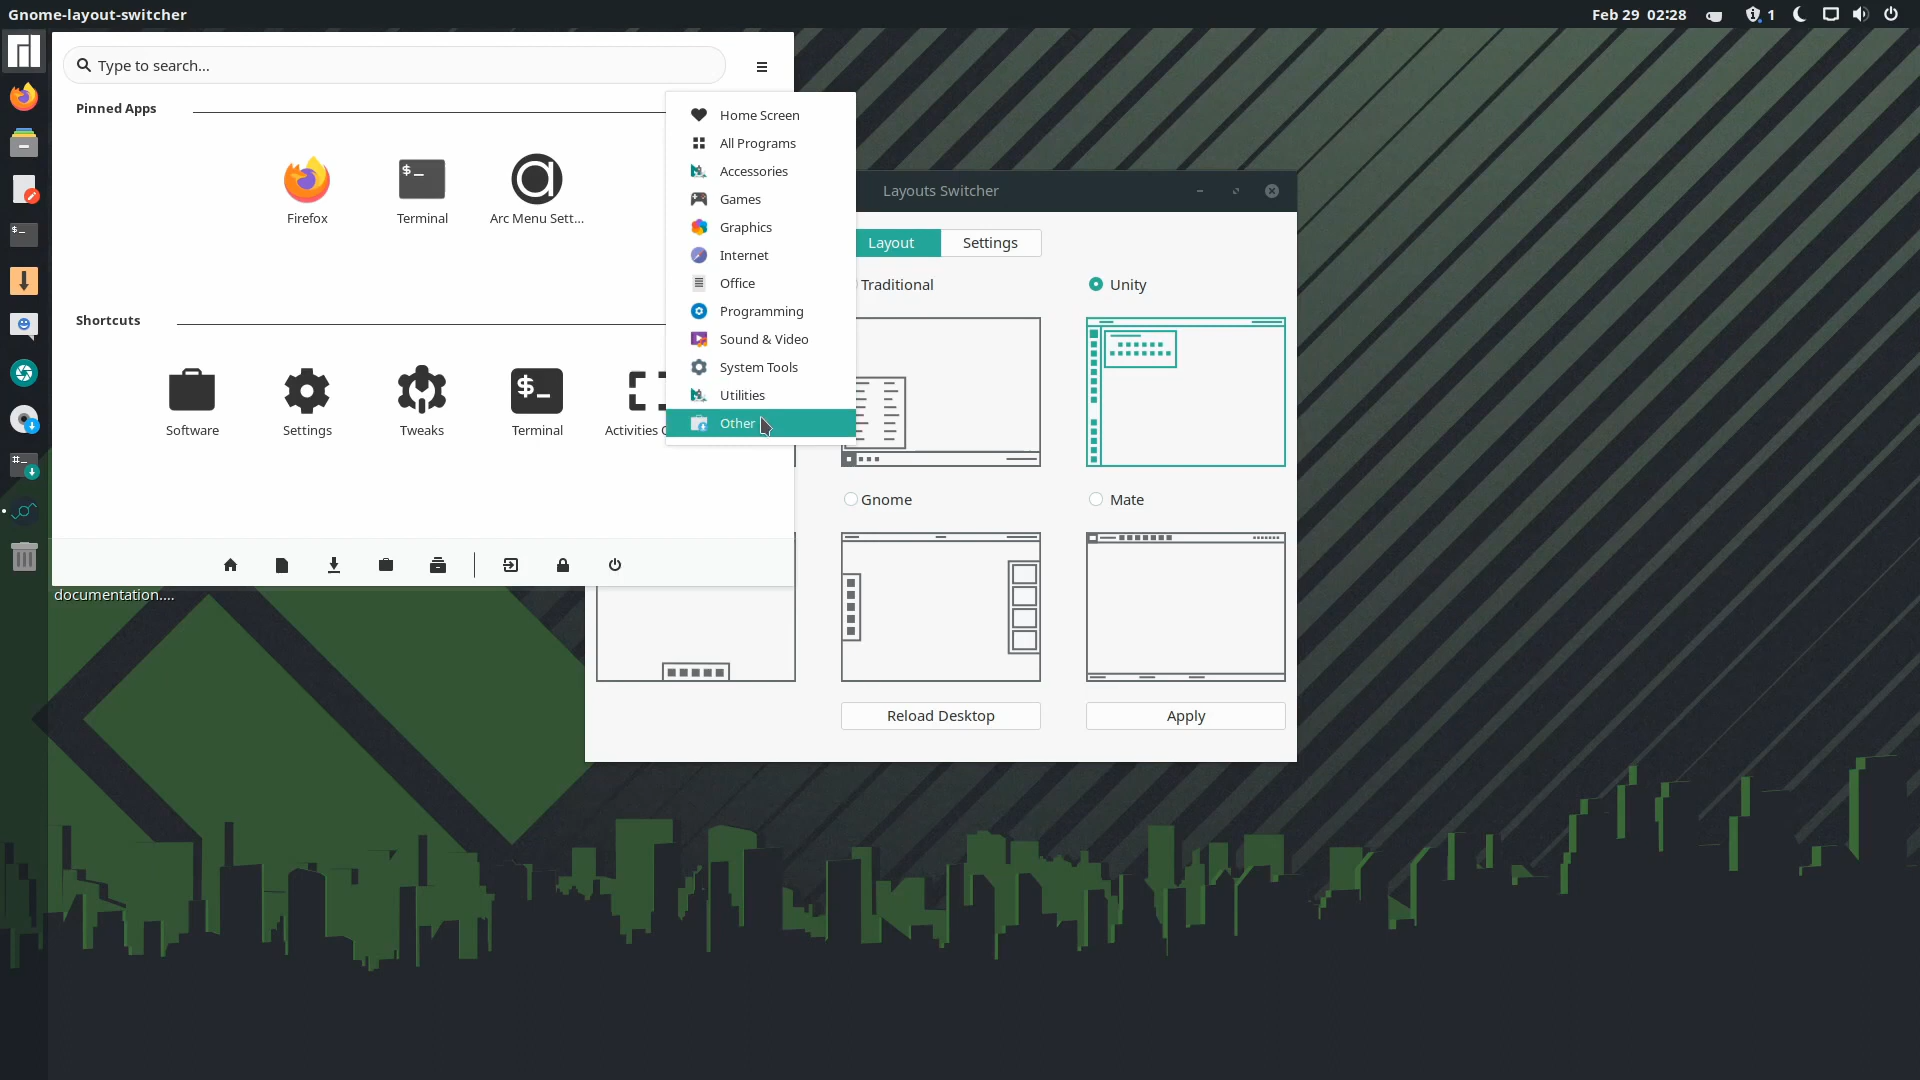 Gnome-layout-switcher
Feb 29 02:28
1
Type to search...
Pinned Apps
Firefox
Terminal
Arc Menu Sett...
Shortcuts
Software
Settings
Tweaks
Terminal
Activities
Home Screen
All Programs
Accessories
Games
Graphics
Internet
Office
Programming
Sound & Video
System Tools
Utilities
Other
documentation....
Layouts Switcher
Layout
Settings
Traditional
Unity
Gnome
Mate
Reload Desktop
Apply